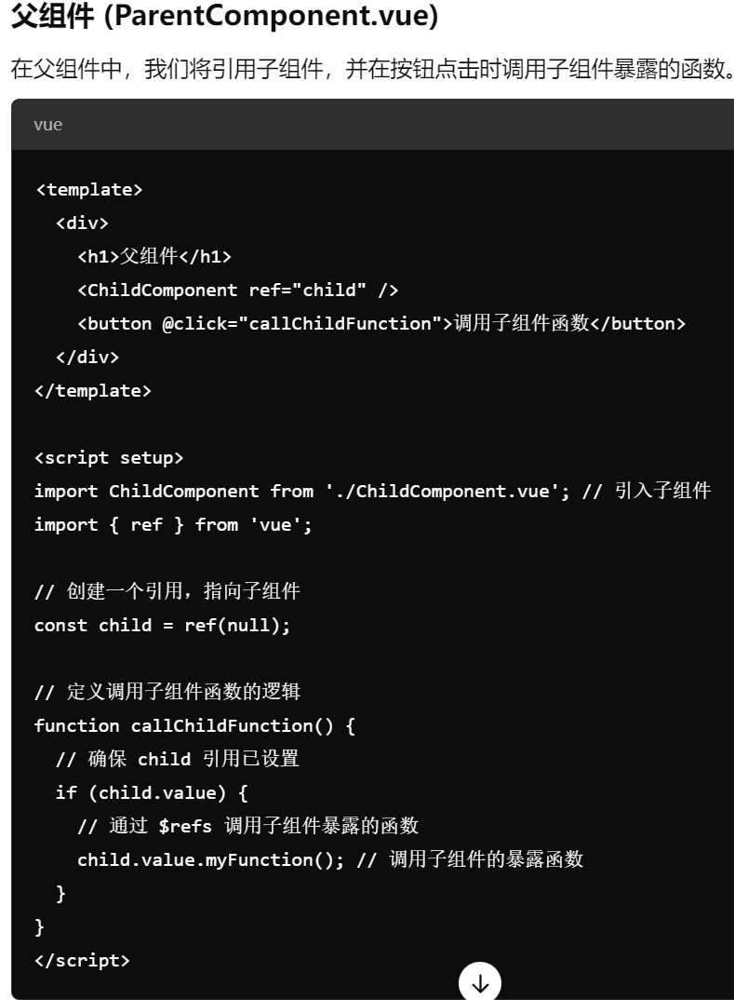 父组件 (ParentComponent.vue)
在父组件中，我们将引用子组件，并在按钮点击时调用子组件暴露的函数。
vue
<template>
  <div>
    <h1>父组件</h1>
    <ChildComponent ref="child" />
    <button @click="callChildFunction">调用子组件函数</button>
  </div>
</template>

<script setup>
import ChildComponent from './ChildComponent.vue'; // 引入子组件
import { ref } from 'vue';

// 创建一个引用，指向子组件
const child = ref(null);

// 定义调用子组件函数的逻辑
function callChildFunction() {
  // 确保 child 引用已设置
  if (child.value) {
    // 通过 $refs 调用子组件暴露的函数
    child.value.myFunction(); // 调用子组件的暴露函数
  }
}
</script>